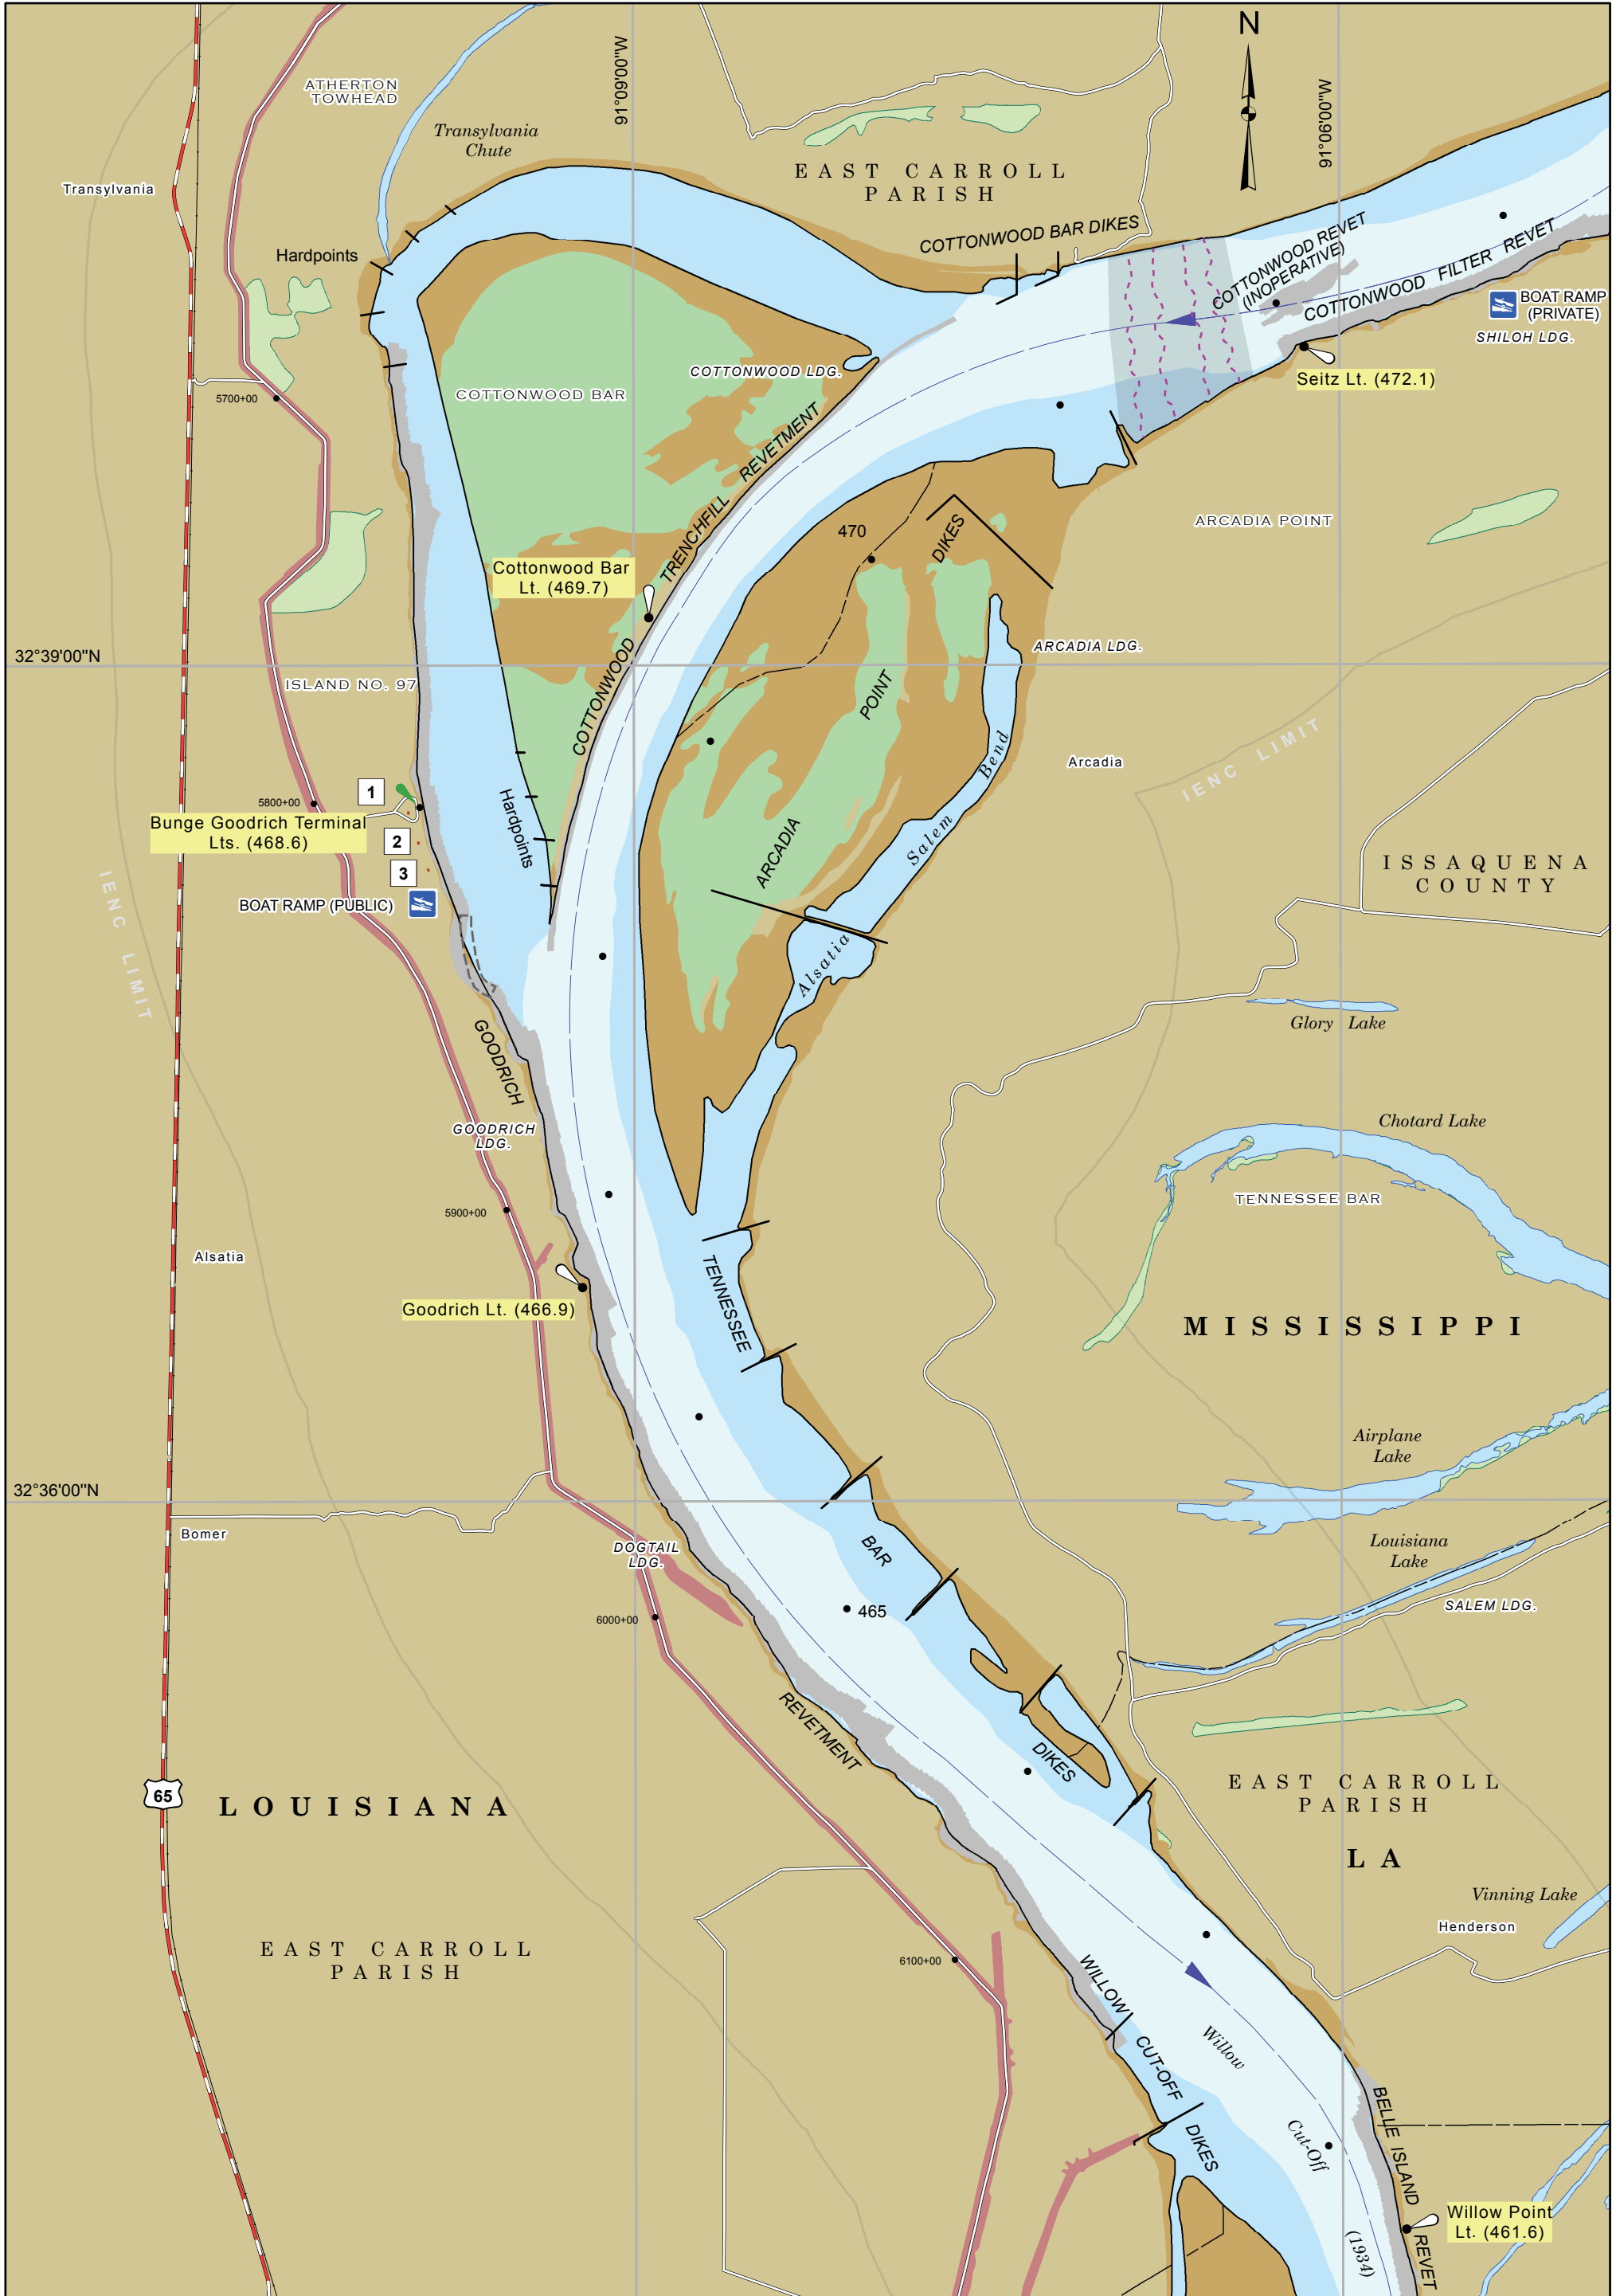 N
91°09'00"W
91°06'00"W
ATHERTON
TOWHEAD
Transylvania
Chute
EAST CARROLL
PARISH
Transylvania
Hardpoints
COTTONWOOD BAR DIKES
COTTONWOOD REVET
(INOPERATIVE)
COTTONWOOD FILTER REVET
BOAT RAMP
(PRIVATE)
SHILOH LDG.
Seitz Lt. (472.1)
COTTONWOOD LDG.
COTTONWOOD BAR
5700+00
COTTONWOOD TRENCHFILL REVETMENT
ARCADIA POINT
470
Cottonwood Bar
Lt. (469.7)
ARCADIA POINT DIKES
ARCADIA LDG.
32°39'00"N
ISLAND NO. 97
Arcadia
IENC LIMIT
1
5800+00
Bunge Goodrich Terminal
Lts. (468.6)
2
3
BOAT RAMP (PUBLIC)
Hardpoints
Alsatia Salem Bend
ISSAQUENA
COUNTY
IENC LIMIT
Glory Lake
GOODRICH REVETMENT
GOODRICH
LDG.
Chotard Lake
TENNESSEE BAR
5900+00
Alsatia
Goodrich Lt. (466.9)
TENNESSEE BAR DIKES
MISSISSIPPI
Airplane
Lake
32°36'00"N
Bomer
DOGTAIL
LDG.
Louisiana
Lake
SALEM LDG.
465
6000+00
EAST CARROLL
PARISH
LA
65
LOUISIANA
Vinning Lake
Henderson
EAST CARROLL
PARISH
6100+00
WILLOW CUT-OFF DIKES
Willow Cut-Off (1934)
BELLE ISLAND REVET
Willow Point
Lt. (461.6)